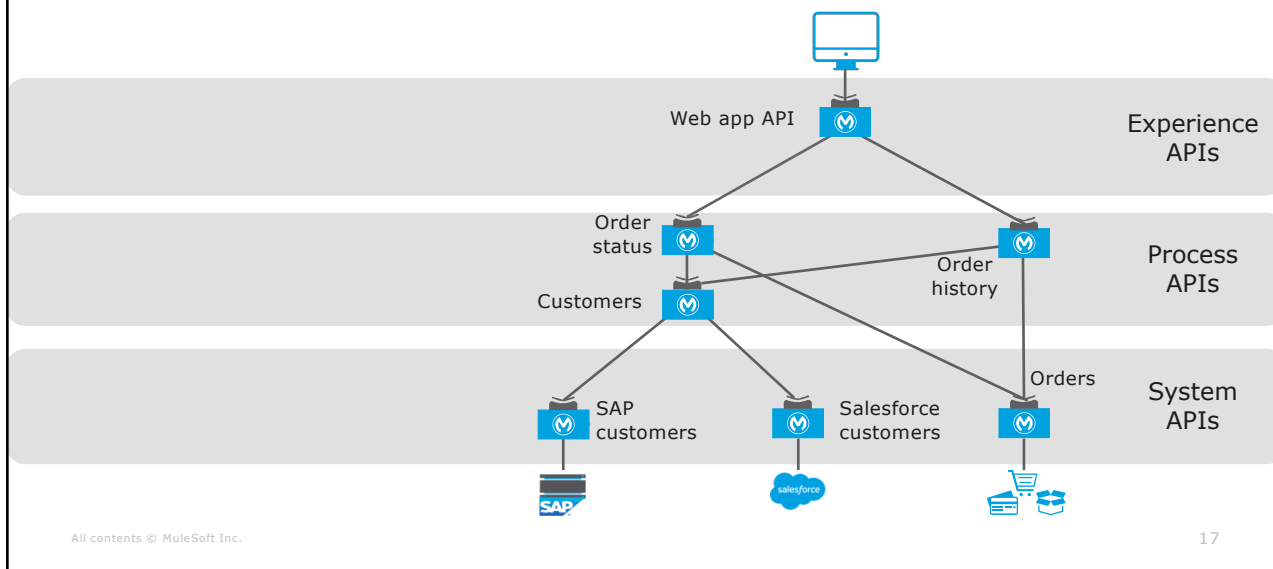 Web app API
Experience
APIs
Order
status
Order
history
Process
APIs
Customers
Orders
SAP
customers
Salesforce
customers
System
APIs
SAP
salesforce
All contents © MuleSoft Inc.
17